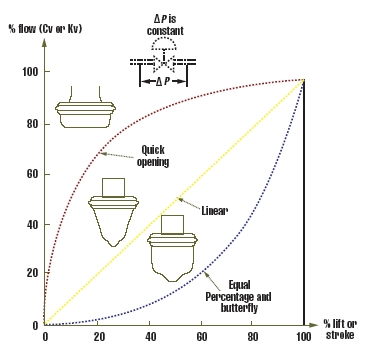 ΔP is
constant
% flow (Cv or Kv)
ΔP
100
80
60
40
20
0
Quick
opening
Linear
Equal
Percentage and
butterfly
0
20
40
60
80
100
% lift or
stroke